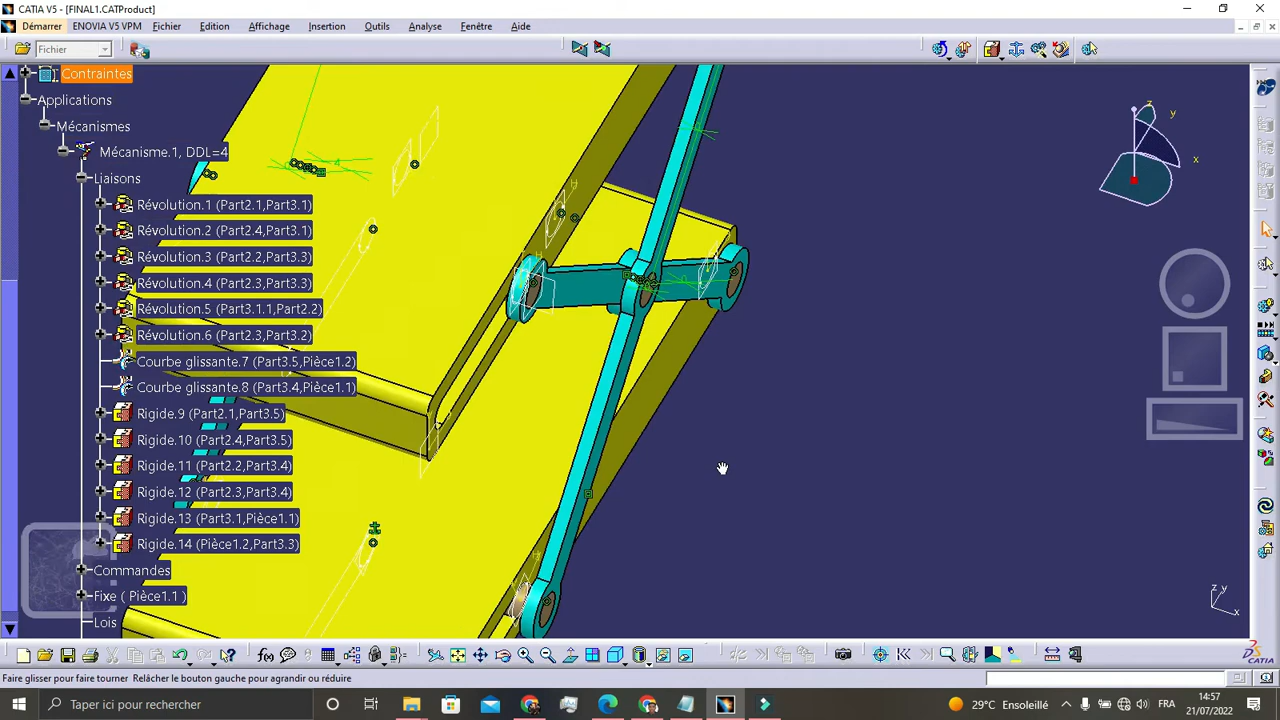 CATIA V5 - [FINAL1.CATProduct]
Démarrer ENOVIA V5 VPM Fichier Edition Affichage Insertion Outils Analyse Fenêtre Aide
Fichier
Contraintes
Applications
Mécanismes
Mécanisme.1, DDL=4
Liaisons
Révolution.1 (Part2.1,Part3.1)
Révolution.2 (Part2.4,Part3.1)
Révolution.3 (Part2.2,Part3.3)
Révolution.4 (Part2.3,Part3.3)
Révolution.5 (Part3.1.1,Part2.2)
Révolution.6 (Part2.3,Part3.2)
Courbe glissante.7 (Part3.5,Pièce1.2)
Courbe glissante.8 (Part3.4,Pièce1.1)
Rigide.9 (Part2.1,Part3.5)
Rigide.10 (Part2.4,Part3.5)
Rigide.11 (Part2.2,Part3.4)
Rigide.12 (Part2.3,Part3.4)
Rigide.13 (Part3.1,Pièce1.1)
Rigide.14 (Pièce1.2,Part3.3)
Commandes
Fixe ( Pièce1.1 )
Lois
z
y
x
z y
x
f(x)
CATIA
Faire glisser pour faire tourner Relâcher le bouton gauche pour agrandir ou réduire
Taper ici pour rechercher
29°C Ensoleillé
FRA
14:57
21/07/2022